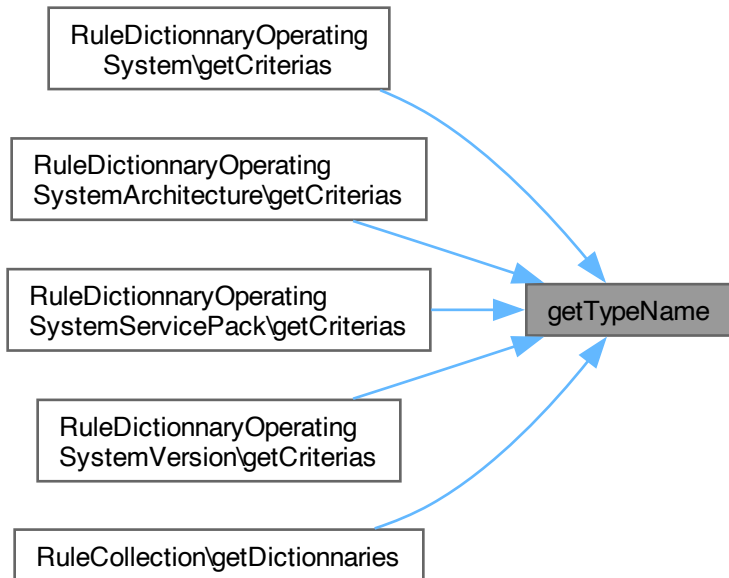 RuleDictionnaryOperating
System\getCriterias
RuleDictionnaryOperating
SystemArchitecture\getCriterias
RuleDictionnaryOperating
SystemServicePack\getCriterias
getTypeName
RuleDictionnaryOperating
SystemVersion\getCriterias
RuleCollection\getDictionnaries